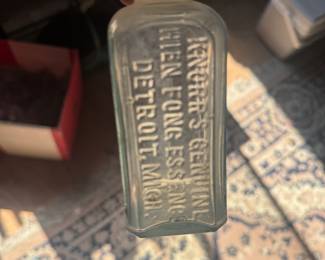 KNORR'S GENUINE
HIEN FONG ESSENCE
DETROIT, MICH.